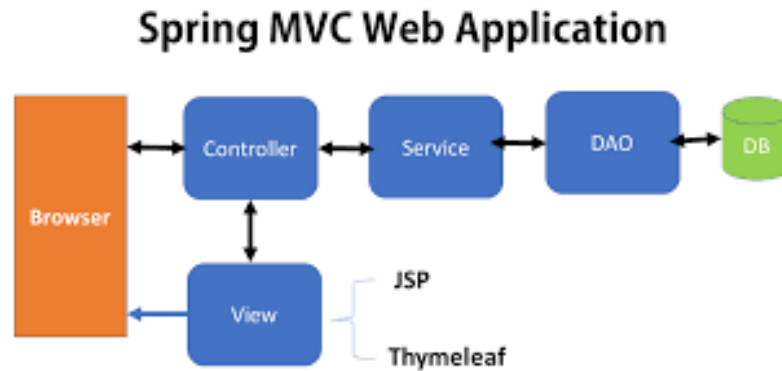 Spring MVC Web Application
Browser
Controller
Service
DAO
DB
View
JSP
Thymeleaf